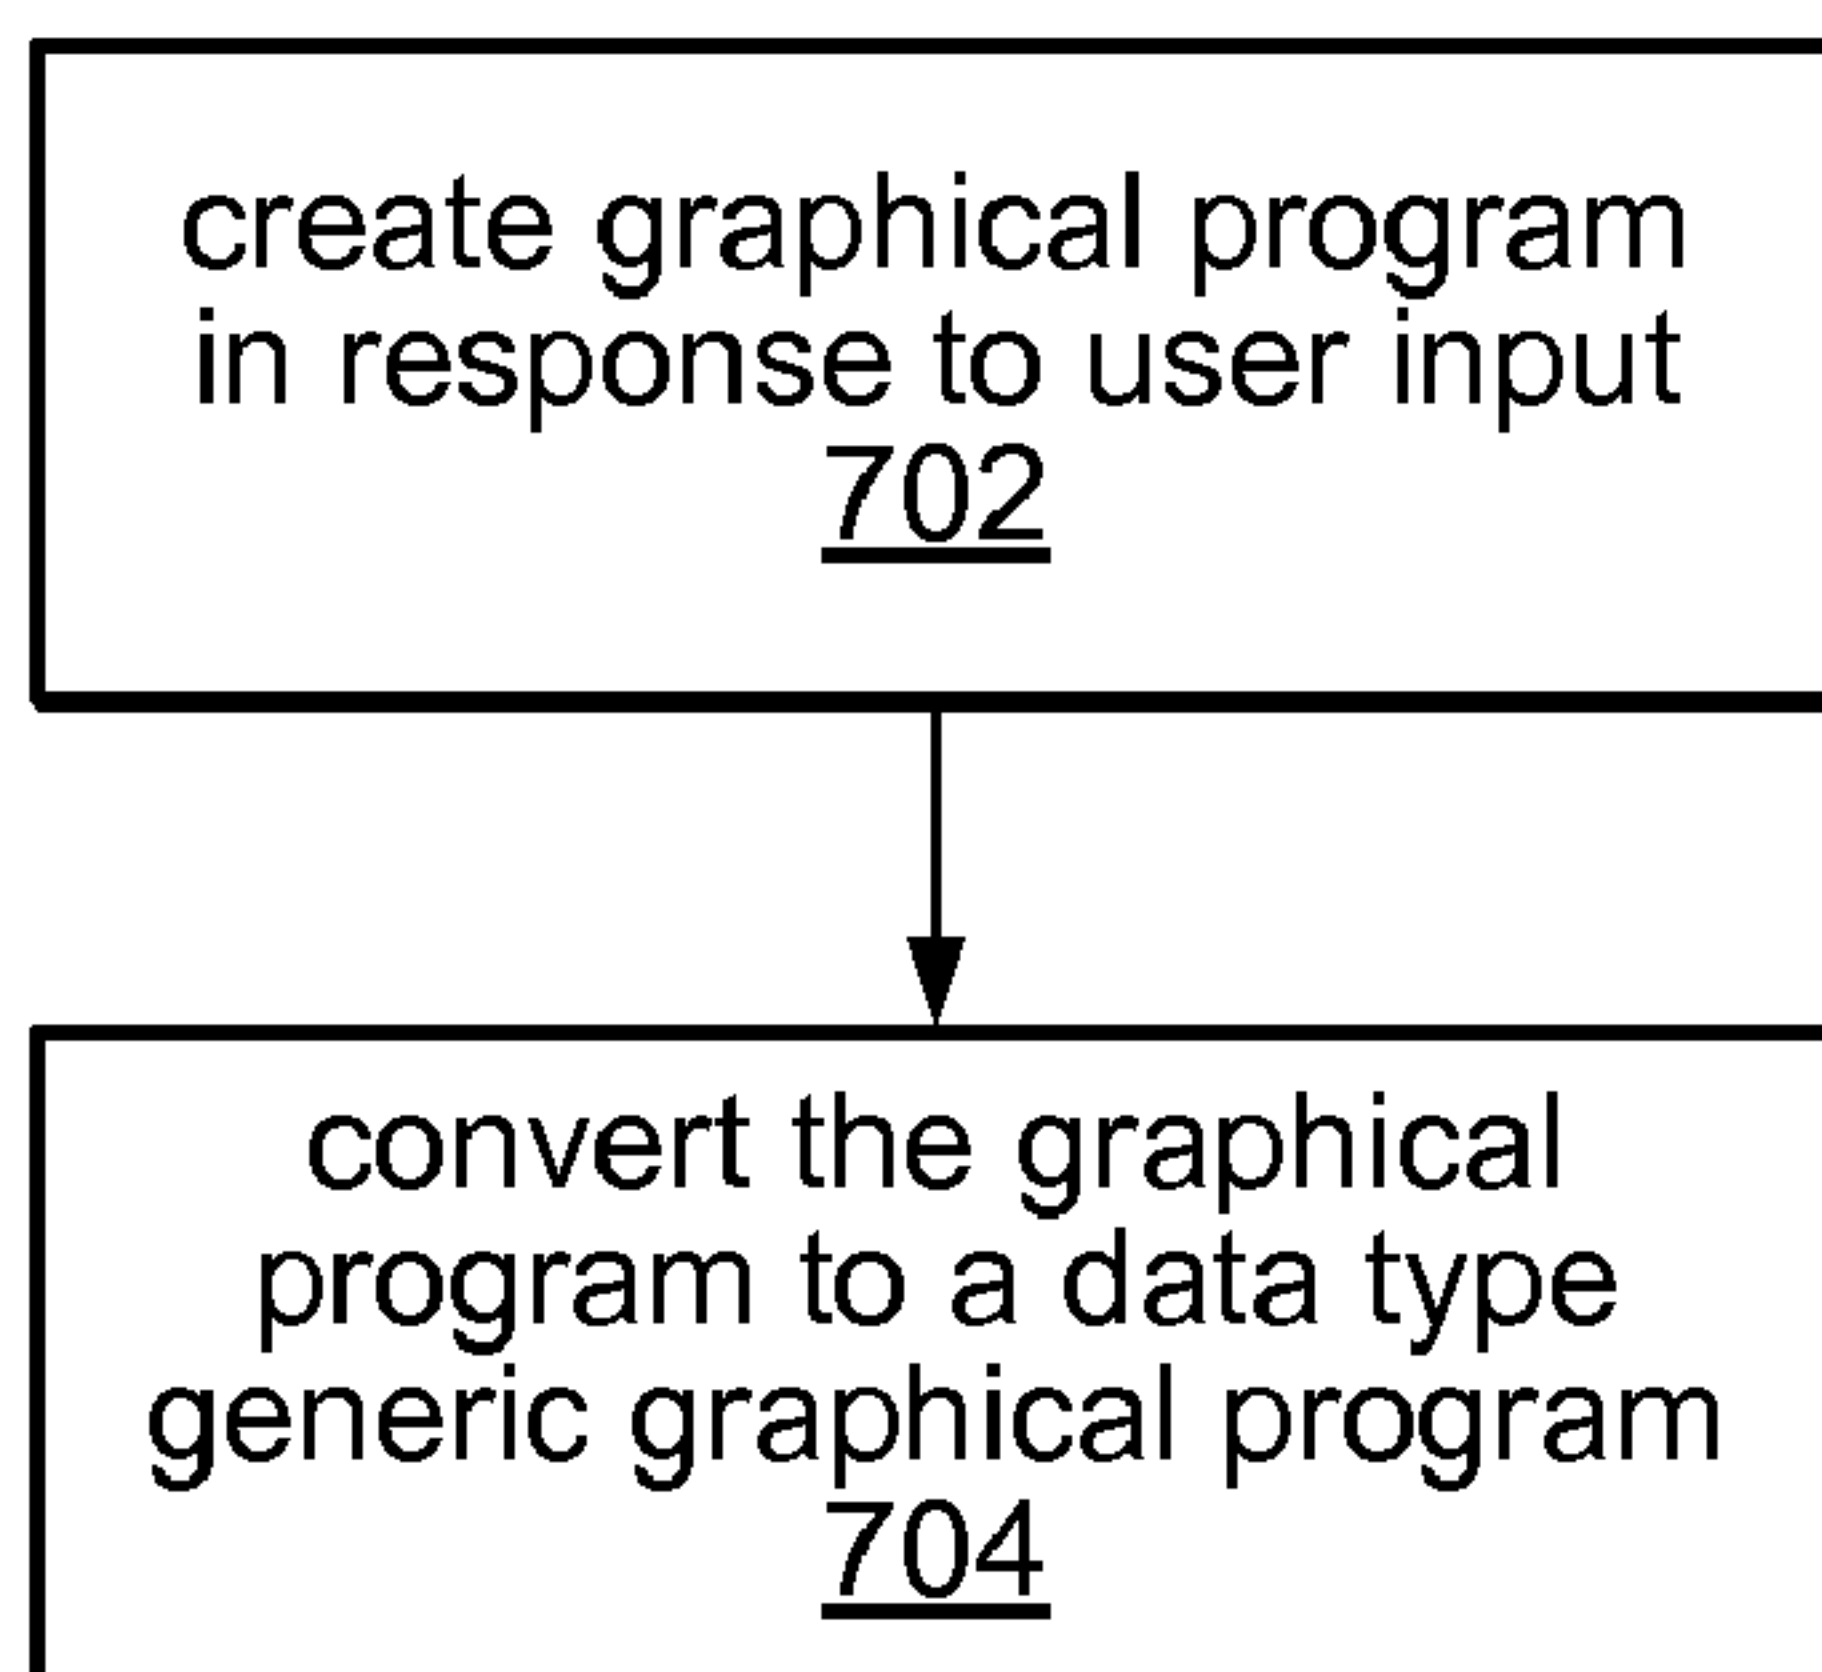 create graphical program
in response to user input
702
convert the graphical
program to a data type
generic graphical program
704